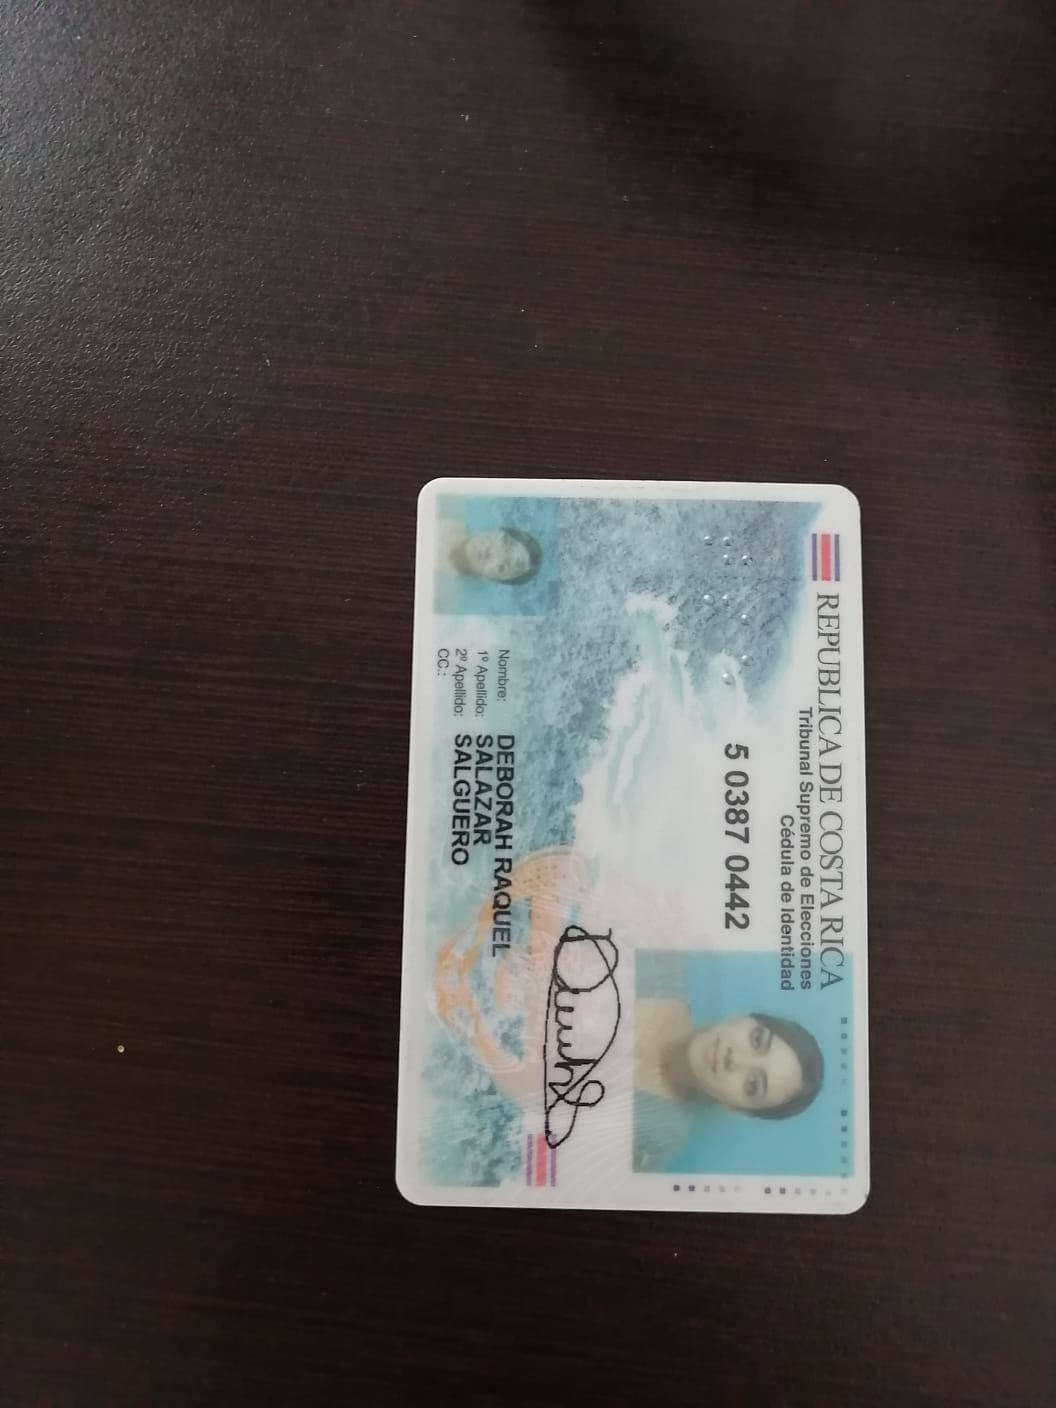 REPUBLICA DE COSTA RICA
Tribunal Supremo de Elecciones
Cédula de Identidad
5 0387 0442
Nombre: DEBORAH RAQUEL
1º Apellido: SALAZAR
2º Apellido: SALGUERO
CC.: